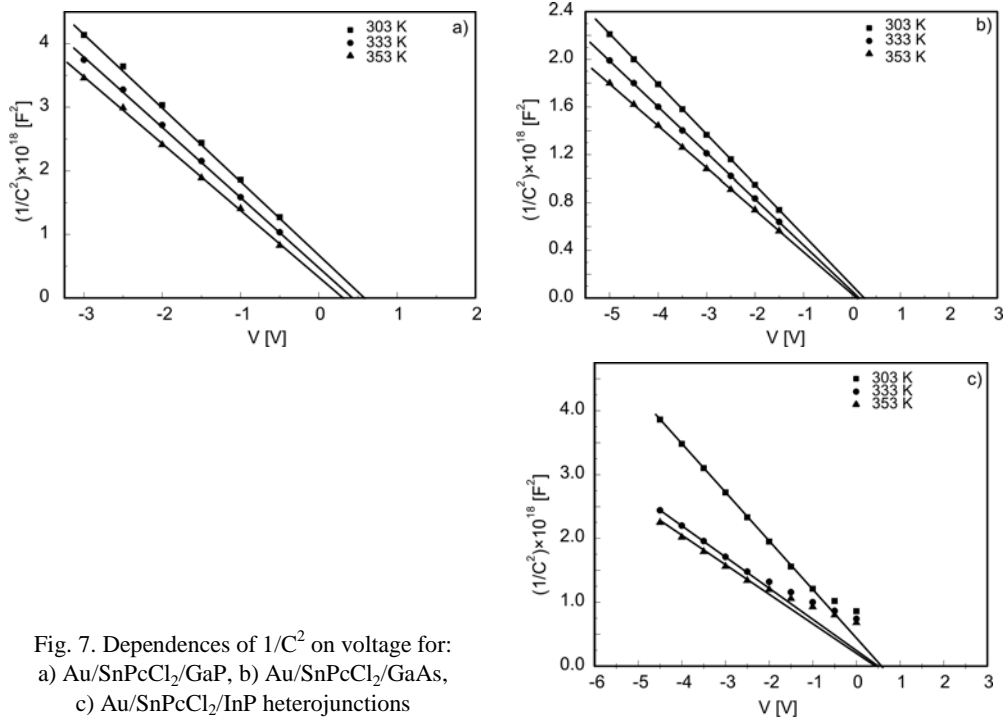 a)
■ 303 K
● 333 K
▲ 353 K
(1/C²)×10¹⁸ [F²]
4
3
2
1
0
-3 -2 -1 0 1 2
V [V]
b)
■ 303 K
● 333 K
▲ 353 K
(1/C²)×10¹⁸ [F²]
2.4
2.0
1.6
1.2
0.8
0.4
0.0
-5 -4 -3 -2 -1 0 1 2 3
V [V]
c)
■ 303 K
● 333 K
▲ 353 K
(1/C²)×10¹⁸ [F²]
4.0
3.0
2.0
1.0
0.0
-6 -5 -4 -3 -2 -1 0 1 2 3
V [V]
Fig. 7. Dependences of 1/C² on voltage for:
a) Au/SnPcCl₂/GaP, b) Au/SnPcCl₂/GaAs,
c) Au/SnPcCl₂/InP heterojunctions